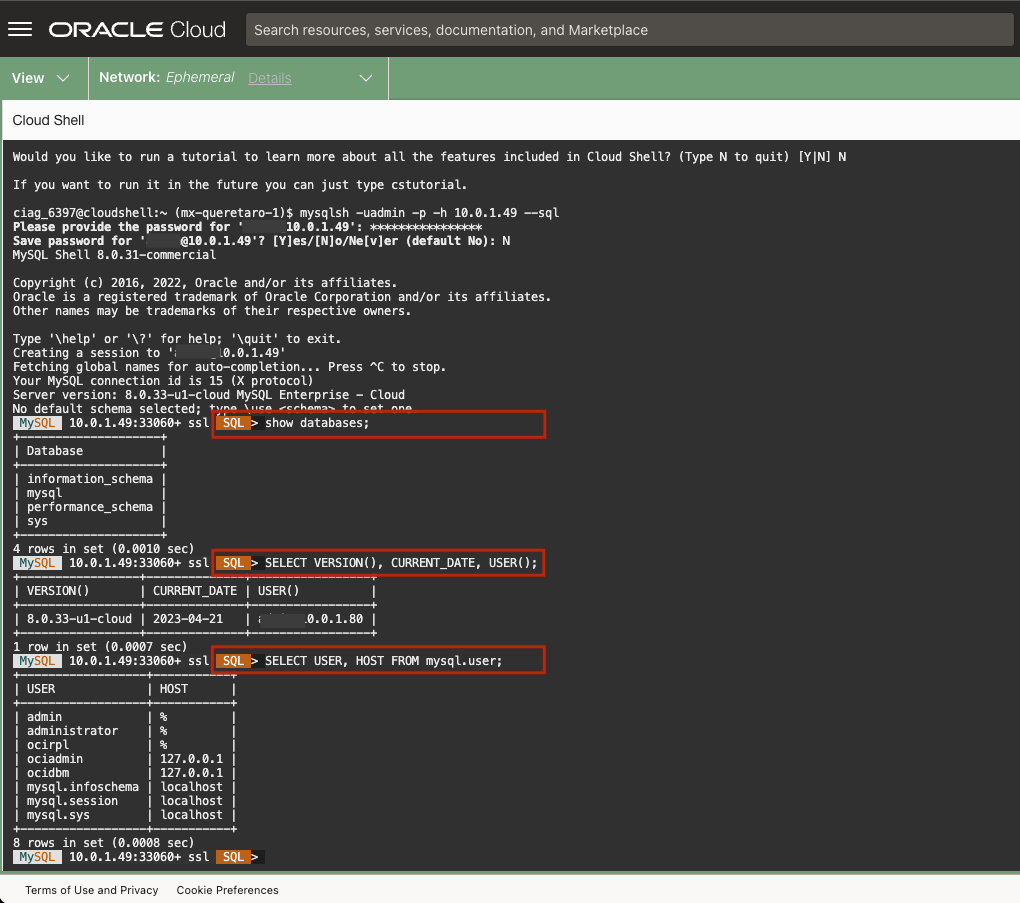 ORACLE Cloud
Search resources, services, documentation, and Marketplace
View Network: Ephemeral Details
Cloud Shell
Would you like to run a tutorial to learn more about all the features included in Cloud Shell? (Type N to quit) [Y|N] N
If you want to run it in the future you can just type cstutorial.
ciag_6397@cloudshell:~ (mx-queretaro-1)$ mysqlsh -uadmin -p -h 10.0.1.49 --sql
Please provide the password for ' 10.0.1.49': ****************
Save password for ' @10.0.1.49'? [Y]es/[N]o/Ne[v]er (default No): N
MySQL Shell 8.0.31-commercial
Copyright (c) 2016, 2022, Oracle and/or its affiliates.
Oracle is a registered trademark of Oracle Corporation and/or its affiliates.
Other names may be trademarks of their respective owners.
Type '\help' or '\?' for help; '\quit' to exit.
Creating a session to ' 10.0.1.49'
Fetching global names for auto-completion... Press ^C to stop.
Your MySQL connection id is 15 (X protocol)
Server version: 8.0.33-u1-cloud MySQL Enterprise - Cloud
No default schema selected; type \use <schema> to set one.
MySQL 10.0.1.49:33060+ ssl SQL > show databases;
+--------------------+
| Database           |
+--------------------+
| information_schema |
| mysql              |
| performance_schema |
| sys                |
+--------------------+
4 rows in set (0.0010 sec)
MySQL 10.0.1.49:33060+ ssl SQL > SELECT VERSION(), CURRENT_DATE, USER();
+-----------------+--------------+-----------------+
| VERSION()       | CURRENT_DATE | USER()          |
+-----------------+--------------+-----------------+
| 8.0.33-u1-cloud | 2023-04-21   | 0.0.1.80 |
+-----------------+--------------+-----------------+
1 row in set (0.0007 sec)
MySQL 10.0.1.49:33060+ ssl SQL > SELECT USER, HOST FROM mysql.user;
+------------------+-----------+
| USER             | HOST      |
+------------------+-----------+
| admin            | %         |
| administrator    | %         |
| ocirpl           | %         |
| ociadmin         | 127.0.0.1 |
| ocidbm           | 127.0.0.1 |
| mysql.infoschema | localhost |
| mysql.session    | localhost |
| mysql.sys        | localhost |
+------------------+-----------+
8 rows in set (0.0008 sec)
MySQL 10.0.1.49:33060+ ssl SQL >
Terms of Use and Privacy Cookie Preferences